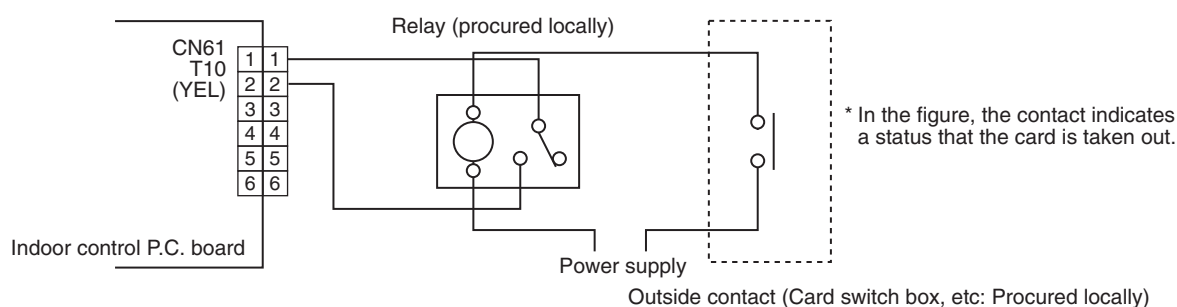 Relay (procured locally)
CN61
T10
(YEL)
1 1
2 2
3 3
4 4
5 5
6 6
* In the figure, the contact indicates
a status that the card is taken out.
Indoor control P.C. board
Power supply
Outside contact (Card switch box, etc: Procured locally)